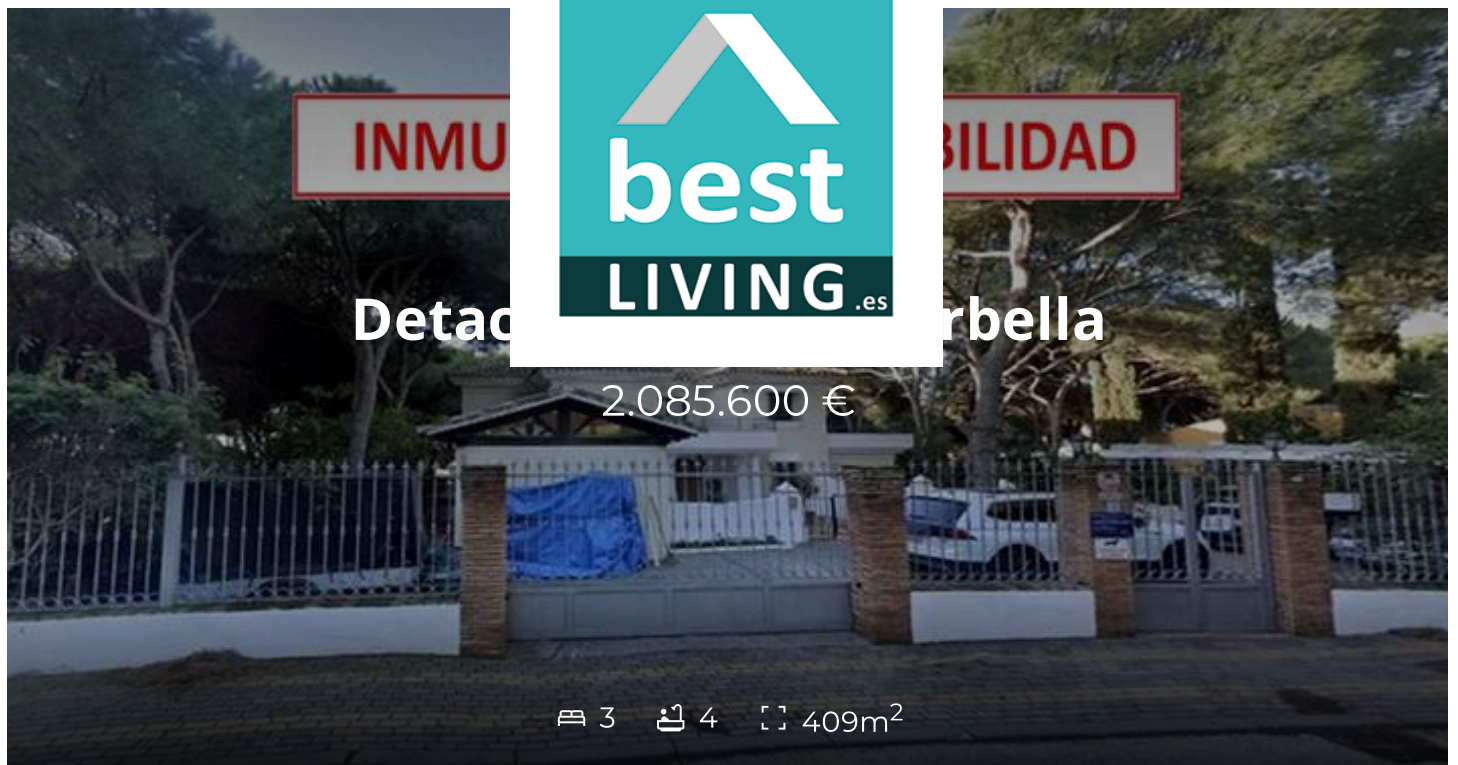 INMU BILIDAD
best
LIVING.es
Detac rbella
2.085.600 €
3 4 409m²